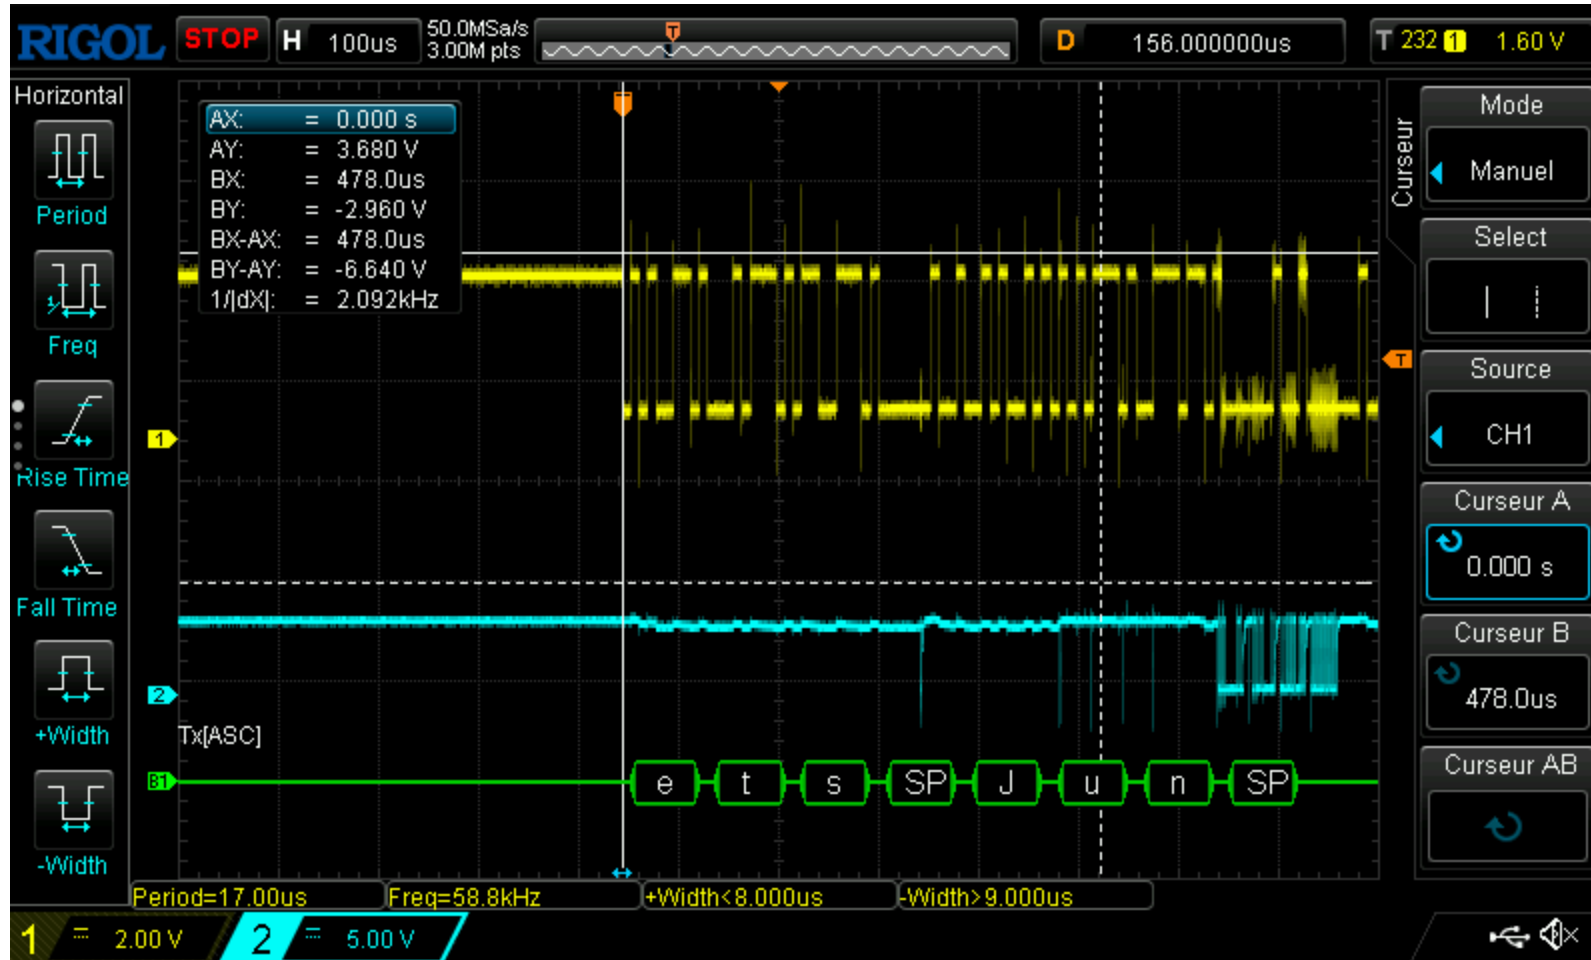 RIGOL STOP H 100us 50.0MSa/s 3.00M pts T D 156.000000us T 232 1 1.60 V
Horizontal
Period
Freq
Rise Time
Fall Time
+Width
-Width
AX: = 0.000 s
AY: = 3.680 V
BX: = 478.0us
BY: = -2.960 V
BX-AX: = 478.0us
BY-AY: = -6.640 V
1/|dX|: = 2.092kHz
T
1
T
2
Tx[ASC]
B1 e t s SP J u n SP
Curseur
Mode
Manuel
Select
Source
CH1
Curseur A
0.000 s
Curseur B
478.0us
Curseur AB
Period=17.00us Freq=58.8kHz +Width<8.000us -Width>9.000us
1 2.00 V 2 5.00 V